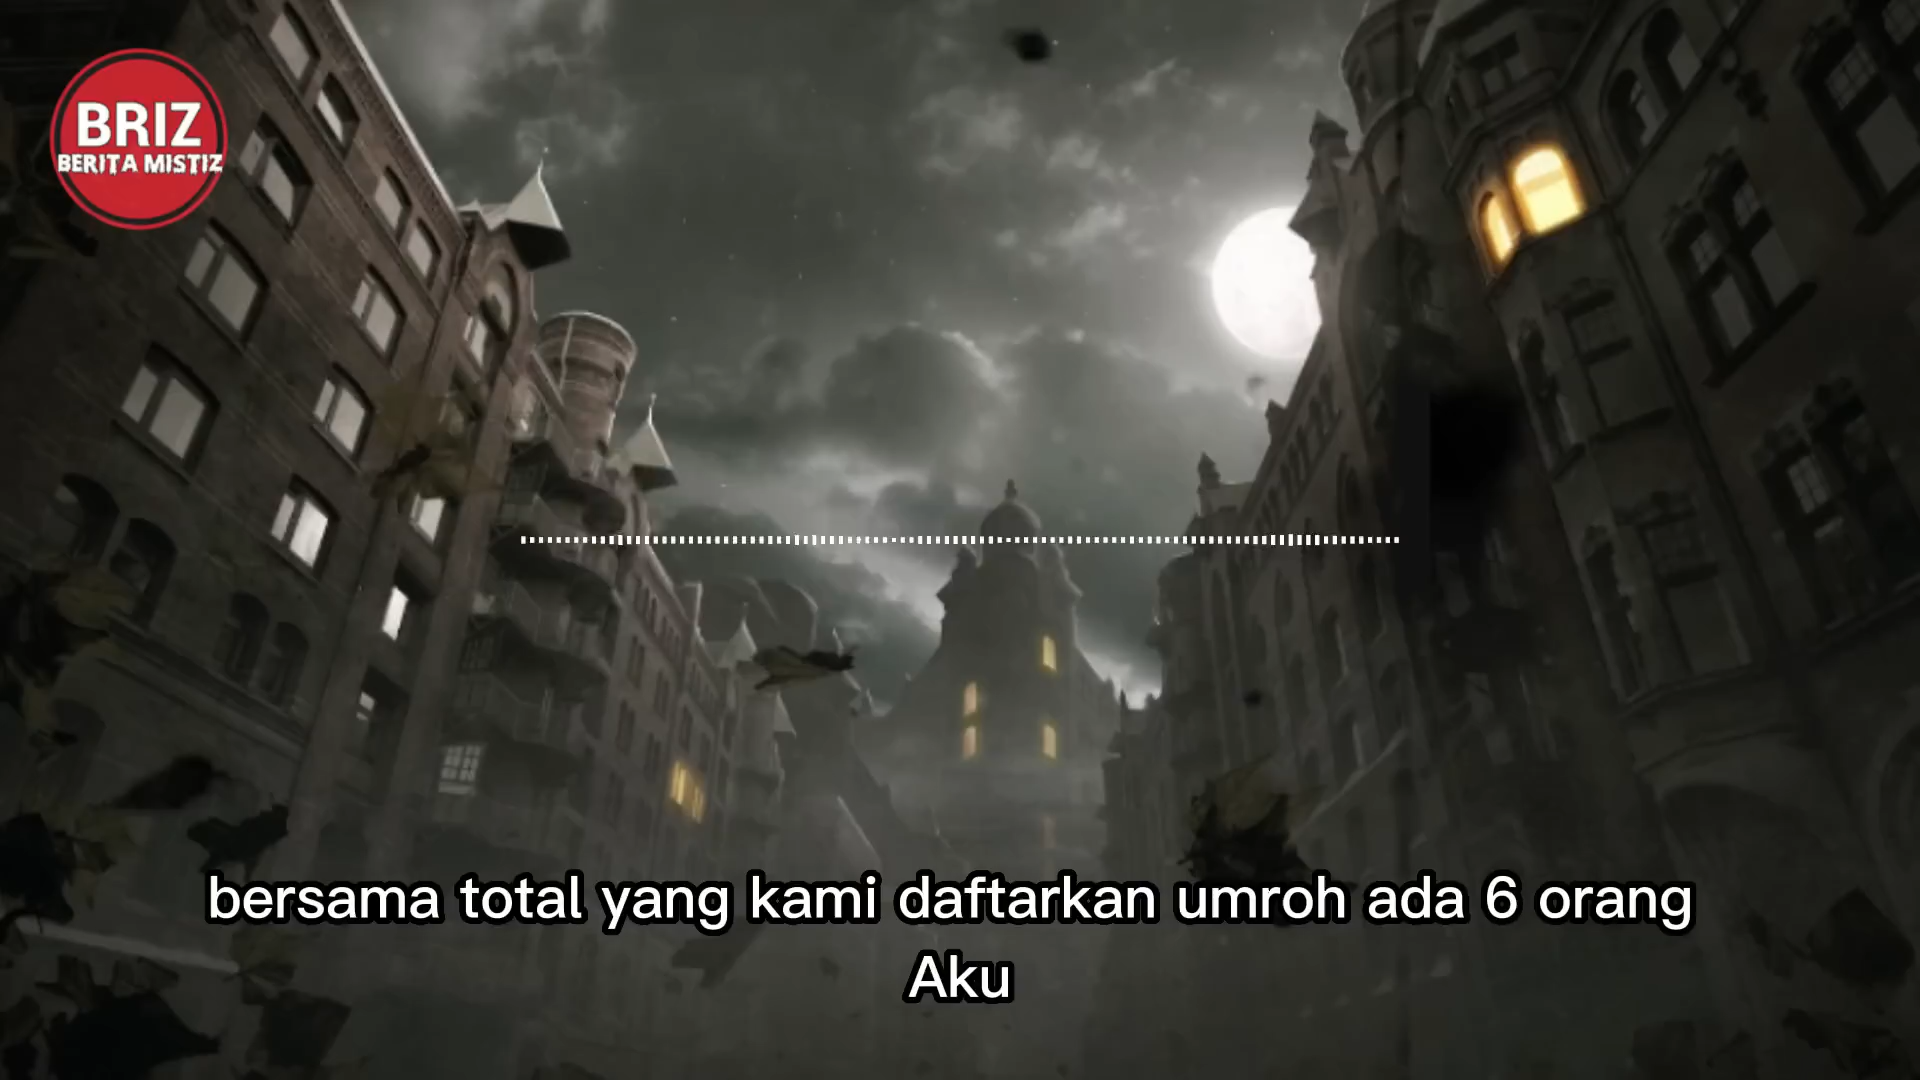 BRIZ
BERITA MISTIZ
bersama total yang kami daftarkan umroh ada 6 orang
Aku